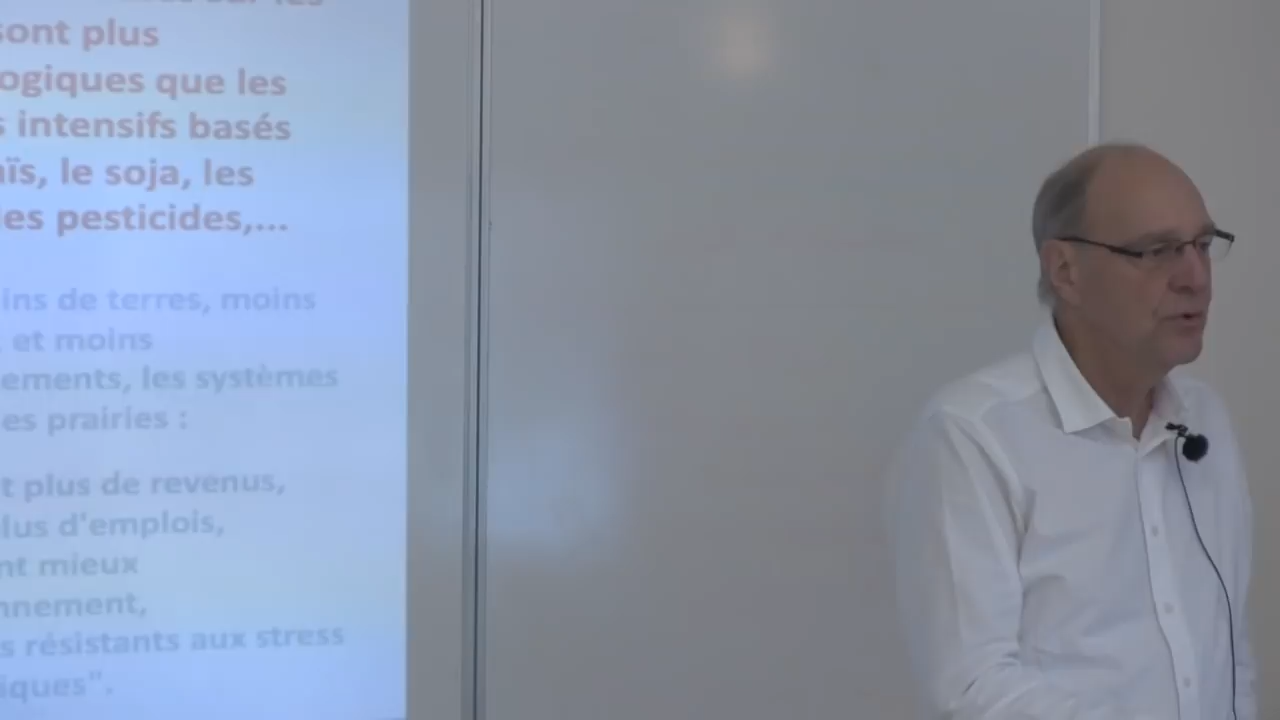 sont plus
ogiques que les
s intensifs basés
ïs, le soja, les
es pesticides,...
ins de terres, moins
et moins
ements, les systèmes
es prairies :
t plus de revenus,
lus d'emplois,
nt mieux
nnement,
s résistants aux stress
iques".